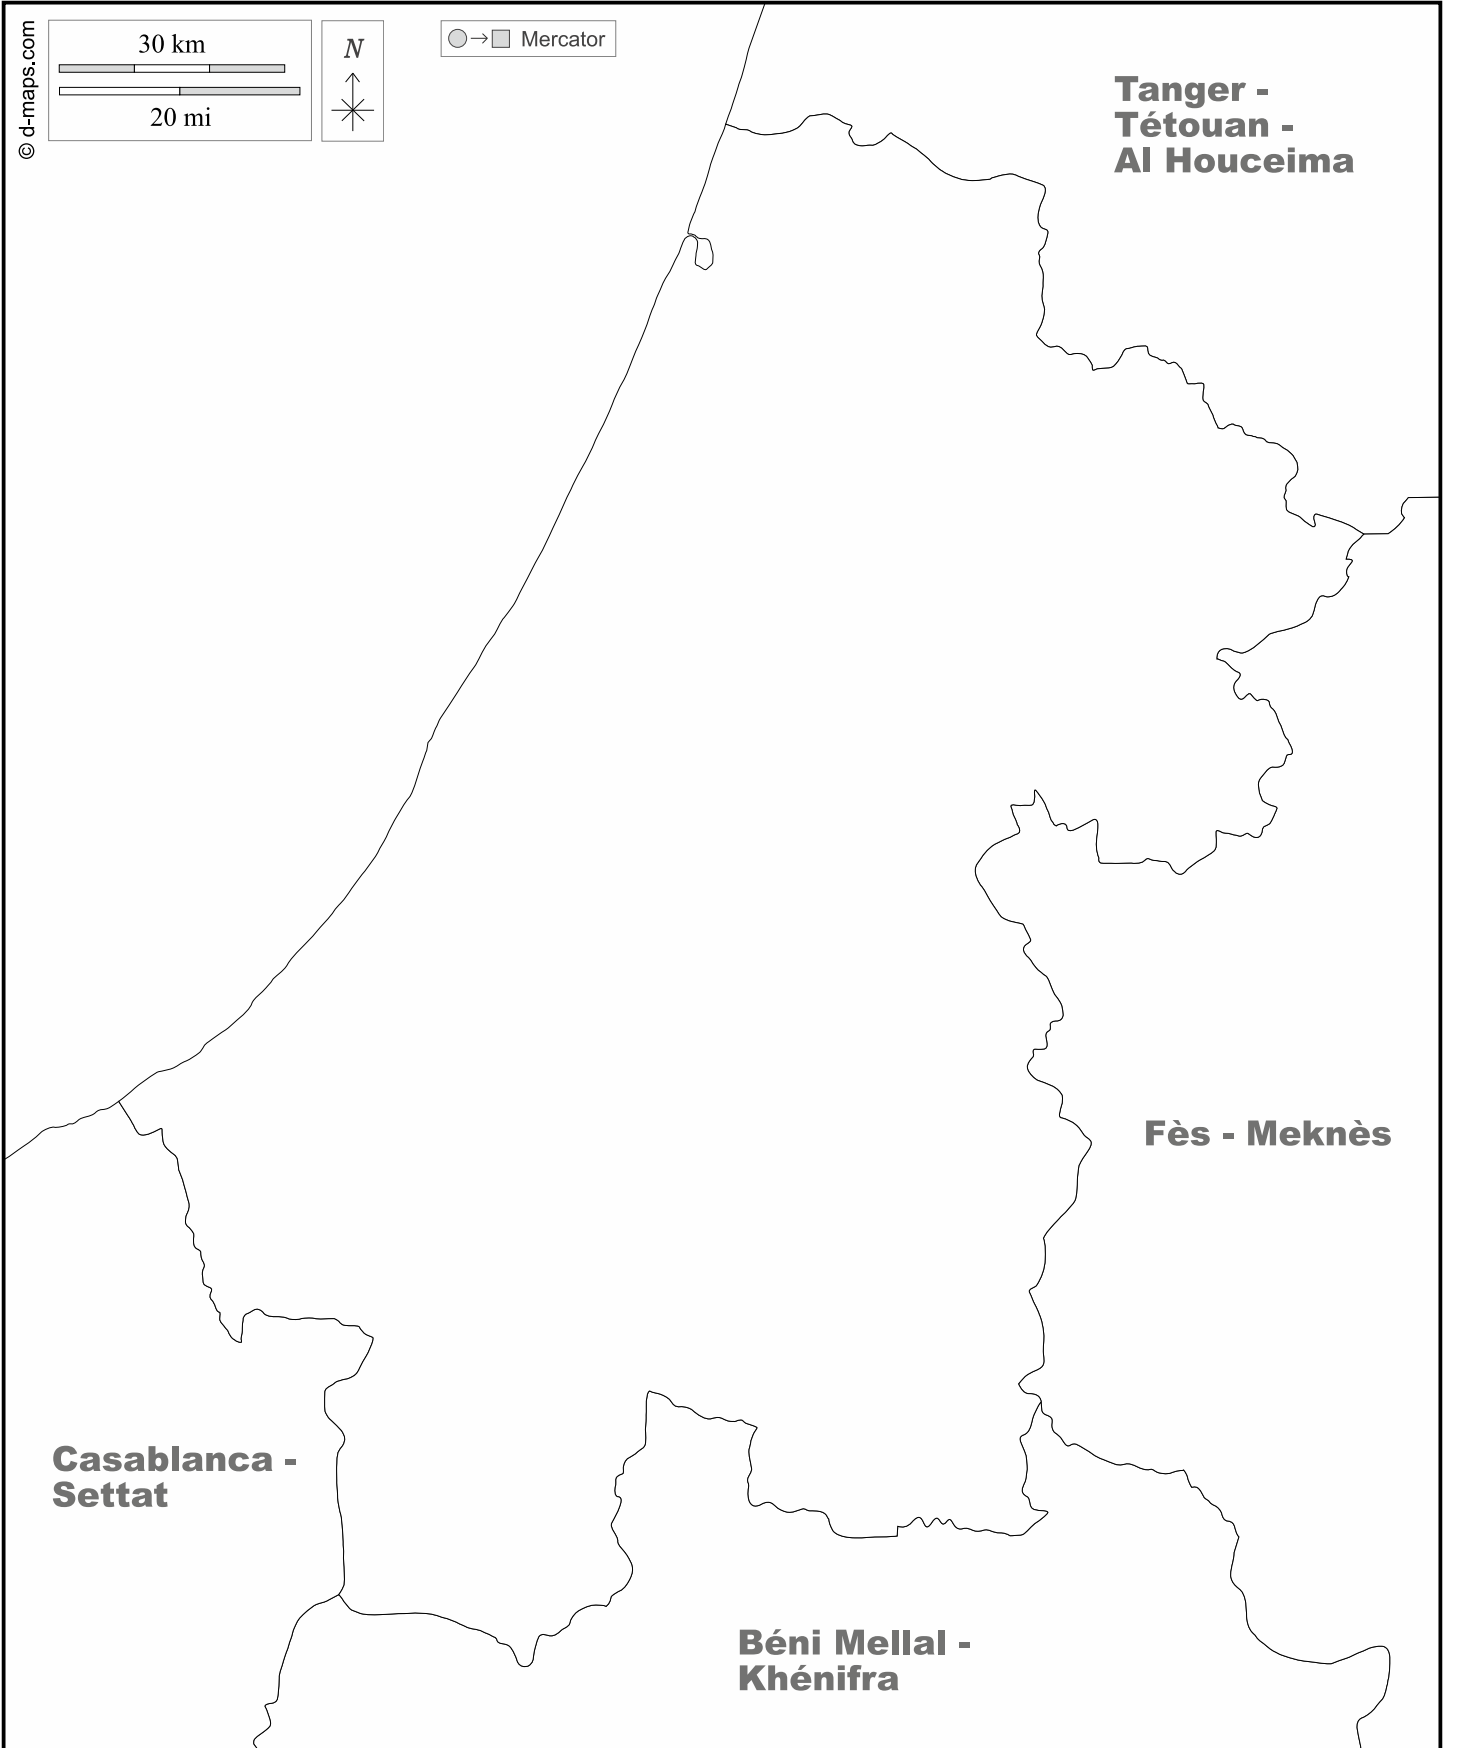 © d-maps.com
30 km
20 mi
N
Mercator
Tanger -
Tétouan -
Al Houceima
Fès - Meknès
Casablanca -
Settat
Béni Mellal -
Khénifra